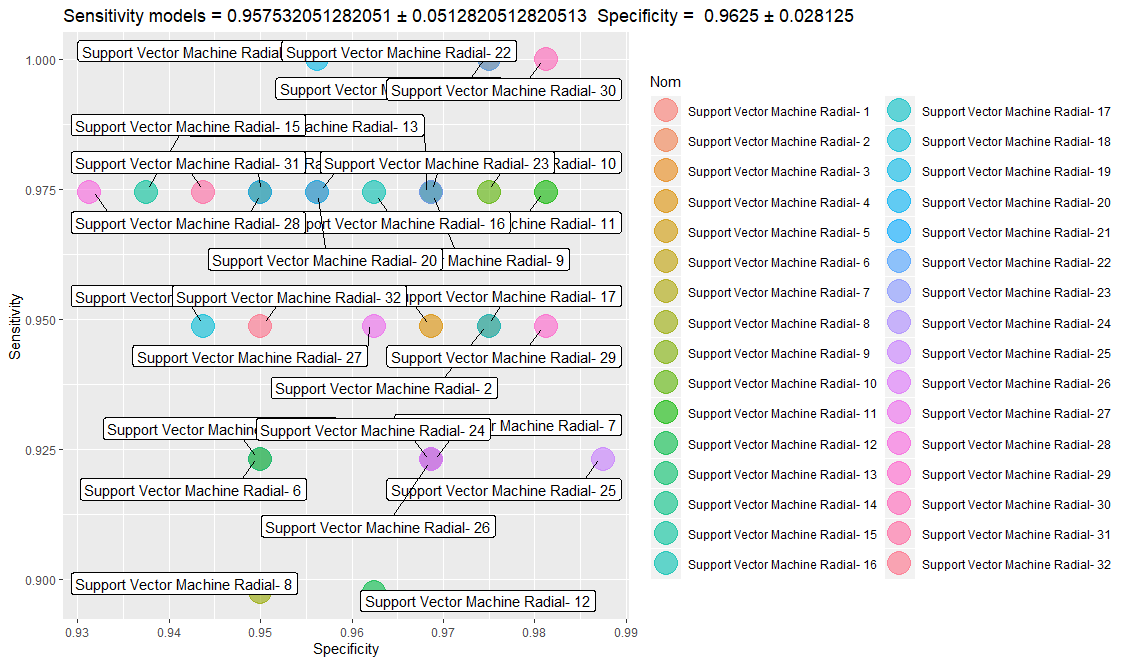 Sensitivity models = 0.957532051282051 ± 0.0512820512820513 Specificity = 0.9625 ± 0.028125
Support Vector Machine Radial
Support Vector Machine Radial- 22
Support Vector M
Support Vector Machine Radial- 30
Support Vector Machine Radial- 15
achine Radial- 13
Support Vector Machine Radial- 31
Ra
Support Vector Machine Radial- 23
Radial- 10
Support Vector Machine Radial- 28
port Vector Machine Radial- 16
chine Radial- 11
Support Vector Machine Radial- 20
Machine Radial- 9
Support Vector
Support Vector Machine Radial- 32
port Vector Machine Radial- 17
Support Vector Machine Radial- 27
Support Vector Machine Radial- 29
Support Vector Machine Radial- 2
Support Vector Machine
Support Vector Machine Radial- 24
r Machine Radial- 7
Support Vector Machine Radial- 6
Support Vector Machine Radial- 25
Support Vector Machine Radial- 26
Support Vector Machine Radial- 8
Support Vector Machine Radial- 12
1.000
0.975
0.950
0.925
0.900
Sensitivity
0.93
0.94
0.95
0.96
0.97
0.98
0.99
Specificity
Nom
Support Vector Machine Radial- 1
Support Vector Machine Radial- 2
Support Vector Machine Radial- 3
Support Vector Machine Radial- 4
Support Vector Machine Radial- 5
Support Vector Machine Radial- 6
Support Vector Machine Radial- 7
Support Vector Machine Radial- 8
Support Vector Machine Radial- 9
Support Vector Machine Radial- 10
Support Vector Machine Radial- 11
Support Vector Machine Radial- 12
Support Vector Machine Radial- 13
Support Vector Machine Radial- 14
Support Vector Machine Radial- 15
Support Vector Machine Radial- 16
Support Vector Machine Radial- 17
Support Vector Machine Radial- 18
Support Vector Machine Radial- 19
Support Vector Machine Radial- 20
Support Vector Machine Radial- 21
Support Vector Machine Radial- 22
Support Vector Machine Radial- 23
Support Vector Machine Radial- 24
Support Vector Machine Radial- 25
Support Vector Machine Radial- 26
Support Vector Machine Radial- 27
Support Vector Machine Radial- 28
Support Vector Machine Radial- 29
Support Vector Machine Radial- 30
Support Vector Machine Radial- 31
Support Vector Machine Radial- 32